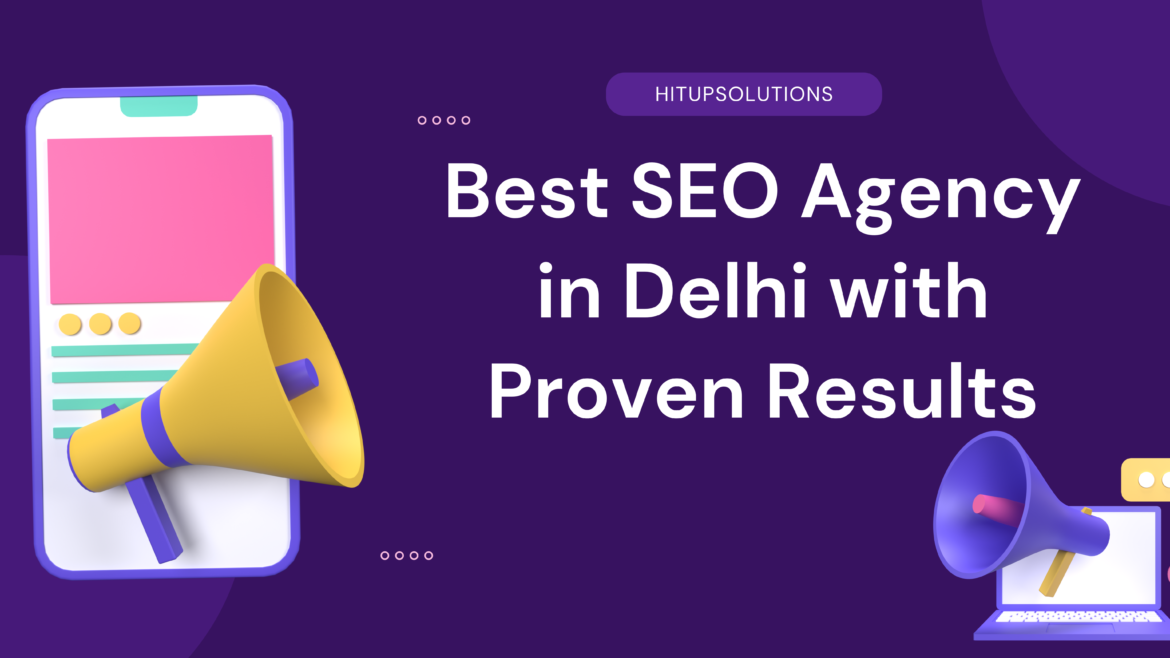 HITUPSOLUTIONS
Best SEO Agency
in Delhi with
Proven Results